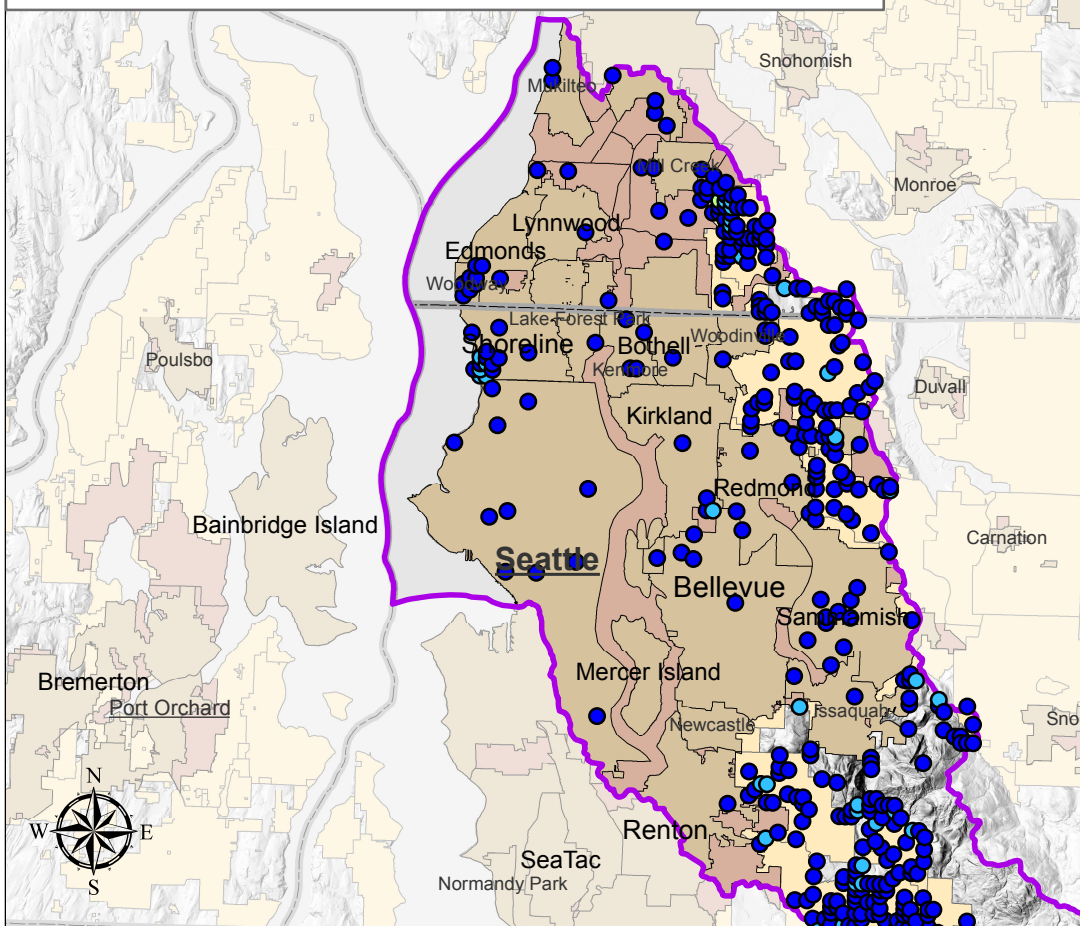 Snohomish
Mukilteo
Mill Creek
Monroe
Lynnwood
Edmonds
Woodway
Lake Forest Park
Woodinville
Shoreline
Bothell
Poulsbo
Kenmore
Duvall
Kirkland
Redmond
Bainbridge Island
Carnation
Seattle
Bellevue
Sammamish
Mercer Island
Bremerton
Port Orchard
Issaquah
Newcastle
Sno
N
W
E
S
Renton
SeaTac
Normandy Park